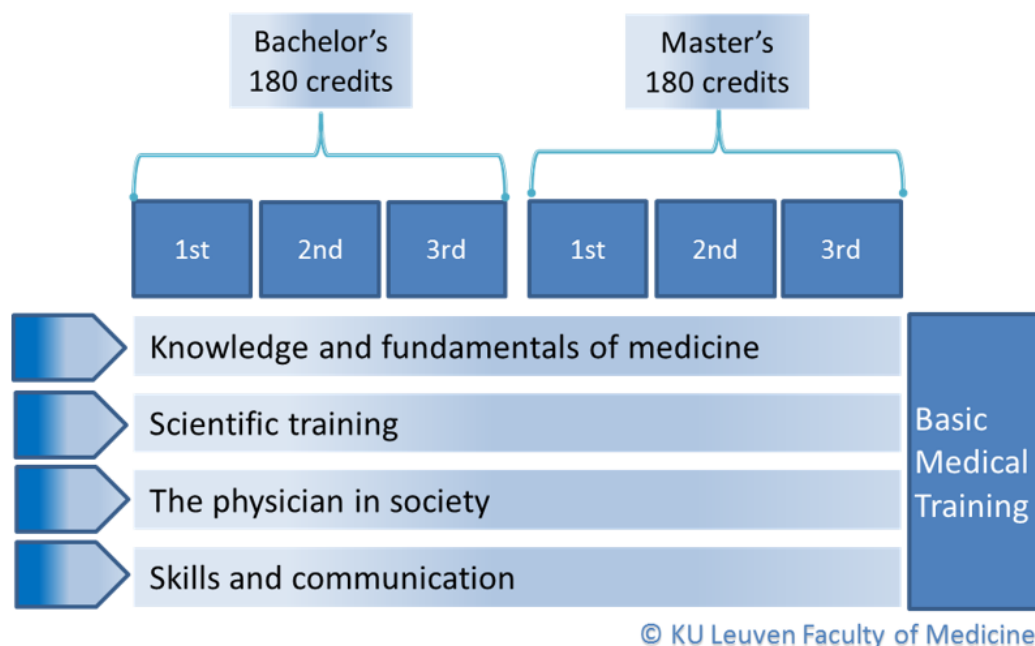 Bachelor's
180 credits
Master's
180 credits
1st
2nd
3rd
1st
2nd
3rd
Knowledge and fundamentals of medicine
Scientific training
The physician in society
Skills and communication
Basic
Medical
Training
© KU Leuven Faculty of Medicine